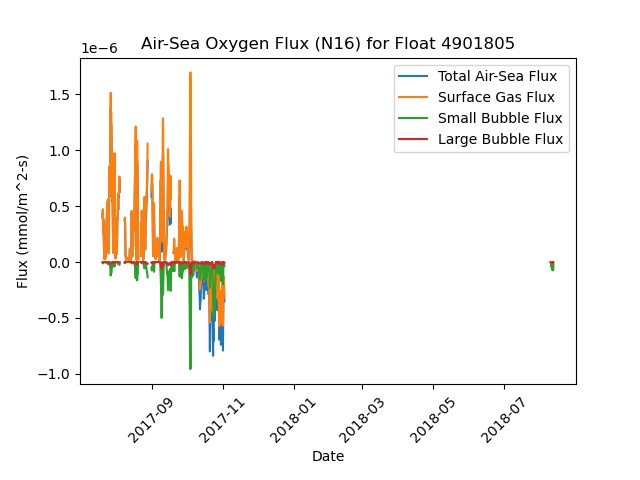 Air-Sea Oxygen Flux (N16) for Float 4901805
1e−6
Total Air-Sea Flux
Surface Gas Flux
Small Bubble Flux
Large Bubble Flux
1.5
1.0
0.5
0.0
−0.5
−1.0
Flux (mmol/m^2-s)
2017-09
2017-11
2018-01
2018-03
2018-05
2018-07
Date